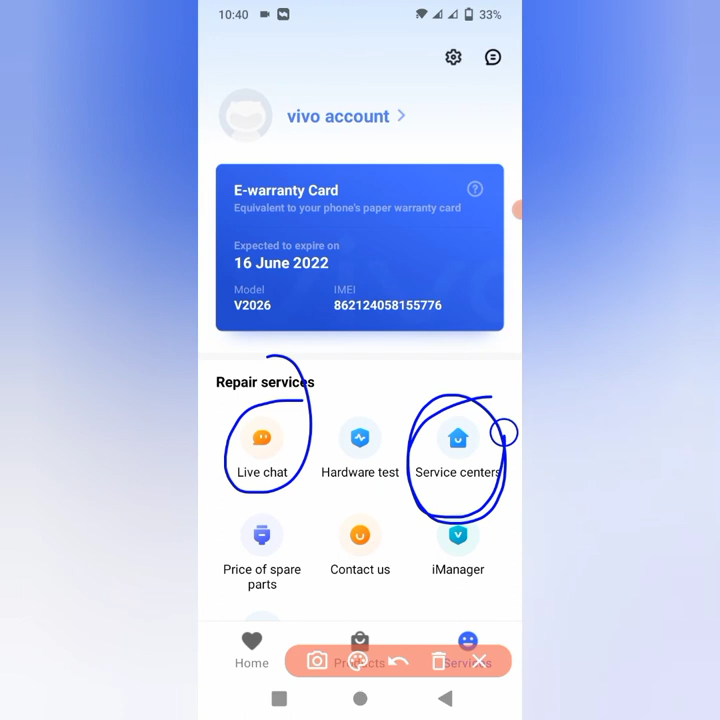 10:40 33%
vivo account
E-warranty Card
Equivalent to your phone's paper warranty card
Expected to expire on
16 June 2022
Model IMEI
V2026 862124058155776
Repair services
Live chat Hardware test Service centers
Price of spare parts Contact us iManager
Home Products Services